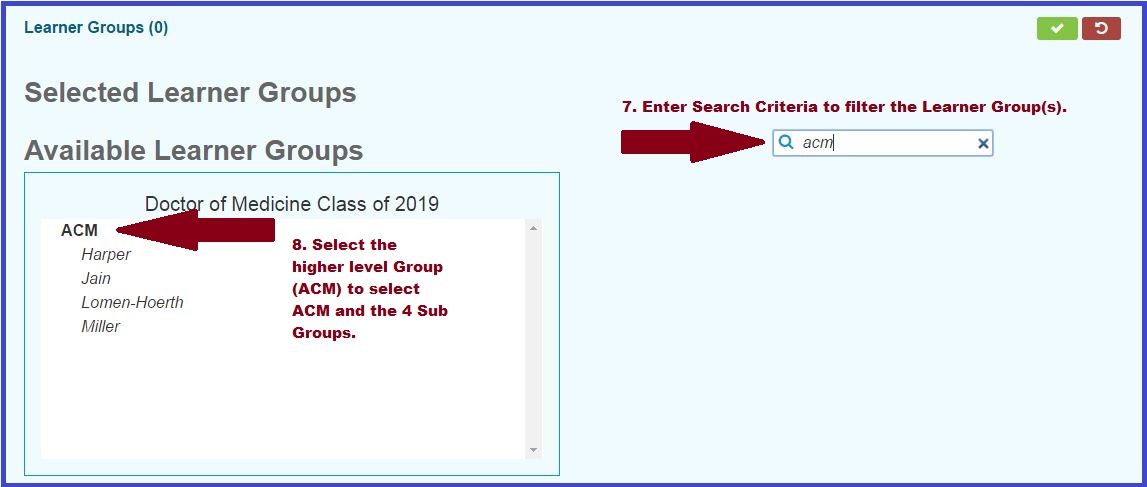 Learner Groups (0)
Selected Learner Groups
7. Enter Search Criteria to filter the Learner Group(s).
acm
Available Learner Groups
Doctor of Medicine Class of 2019
ACM
Harper
Jain
Lomen-Hoerth
Miller
8. Select the
higher level Group
(ACM) to select
ACM and the 4 Sub
Groups.